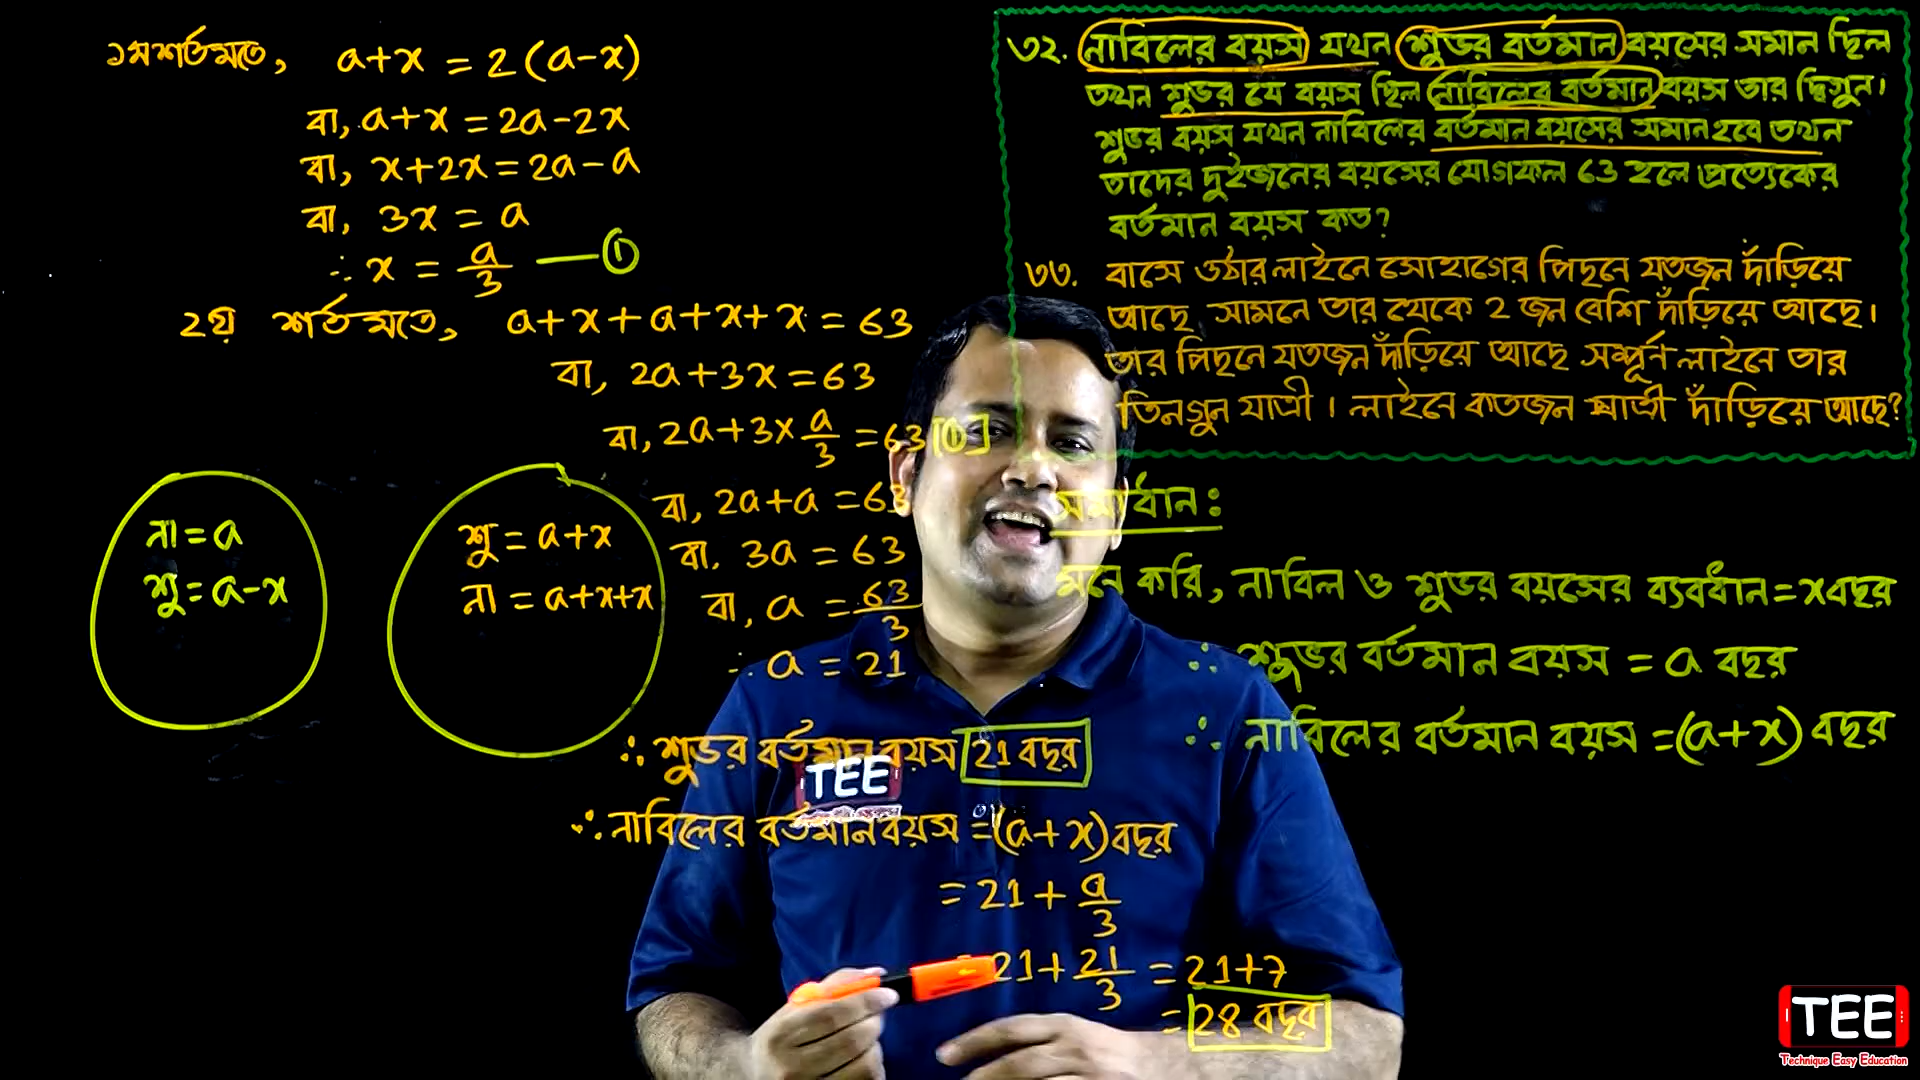 ১ম শর্তমতে, a+x = 2(a-x)
বা, a+x = 2a-2x
বা, x+2x = 2a-a
বা, 3x = a
∴ x = a/3 — ①
২য় শর্তমতে, a+x+a+x+x = 63
বা, 2a+3x = 63
বা, 2a+3× a/3 = 63 [①]
বা, 2a+a = 63
বা, 3a = 63
বা, a = 63/3
∴ a = 21
না = a
শু = a-x
শু = a+x
না = a+x+x
∴ শুভর বর্তমান বয়স 21 বছর
∴ নাবিলের বর্তমান বয়স = (a+x) বছর
= 21 + a/3
= 21 + 21/3 = 21+7
= 28 বছর
৩২. নাবিলের বয়স যখন শুভর বর্তমান বয়সের সমান ছিল
তখন শুভর যে বয়স ছিল নাবিলের বর্তমান বয়স তার দ্বিগুন।
শুভর বয়স যখন নাবিলের বর্তমান বয়সের সমান হবে তখন
তাদের দুইজনের বয়সের যোগফল 63 হলে প্রত্যেকের
বর্তমান বয়স কত?
৩৩. বাসে ওঠার লাইনে সোহাগের পিছনে যতজন দাঁড়িয়ে
আছে সামনে তার থেকে 2 জন বেশি দাঁড়িয়ে আছে।
তার পিছনে যতজন দাঁড়িয়ে আছে সম্পূর্ন লাইনে তার
তিনগুন যাত্রী। লাইনে কতজন যাত্রী দাঁড়িয়ে আছে?
সমাধান:
মনে করি, নাবিল ও শুভর বয়সের ব্যবধান = x বছর
∴ শুভর বর্তমান বয়স = a বছর
∴ নাবিলের বর্তমান বয়স = (a+x) বছর
TEE
TEE
Technique Easy Education